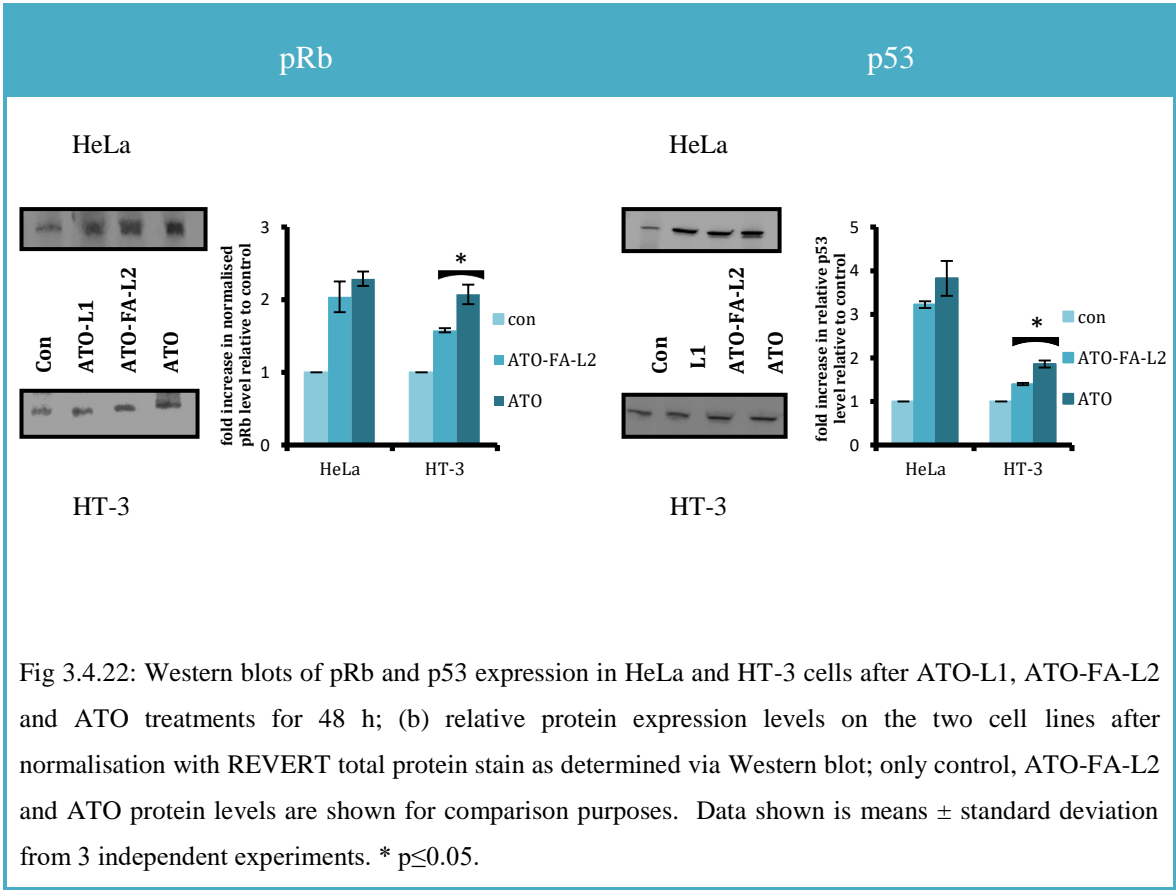 pRb
p53
HeLa
HeLa
Con
ATO-L1
ATO-FA-L2
ATO
HT-3
fold increase in normalised
pRb level relative to control
3
2
1
0
*
HeLa
HT-3
con
ATO-FA-L2
ATO
Con
L1
ATO-FA-L2
ATO
HT-3
fold increase in relative p53
level relative to control
5
4
3
2
1
0
*
HeLa
HT-3
con
ATO-FA-L2
ATO
Fig 3.4.22: Western blots of pRb and p53 expression in HeLa and HT-3 cells after ATO-L1, ATO-FA-L2
and ATO treatments for 48 h; (b) relative protein expression levels on the two cell lines after
normalisation with REVERT total protein stain as determined via Western blot; only control, ATO-FA-L2
and ATO protein levels are shown for comparison purposes. Data shown is means ± standard deviation
from 3 independent experiments. * p≤0.05.